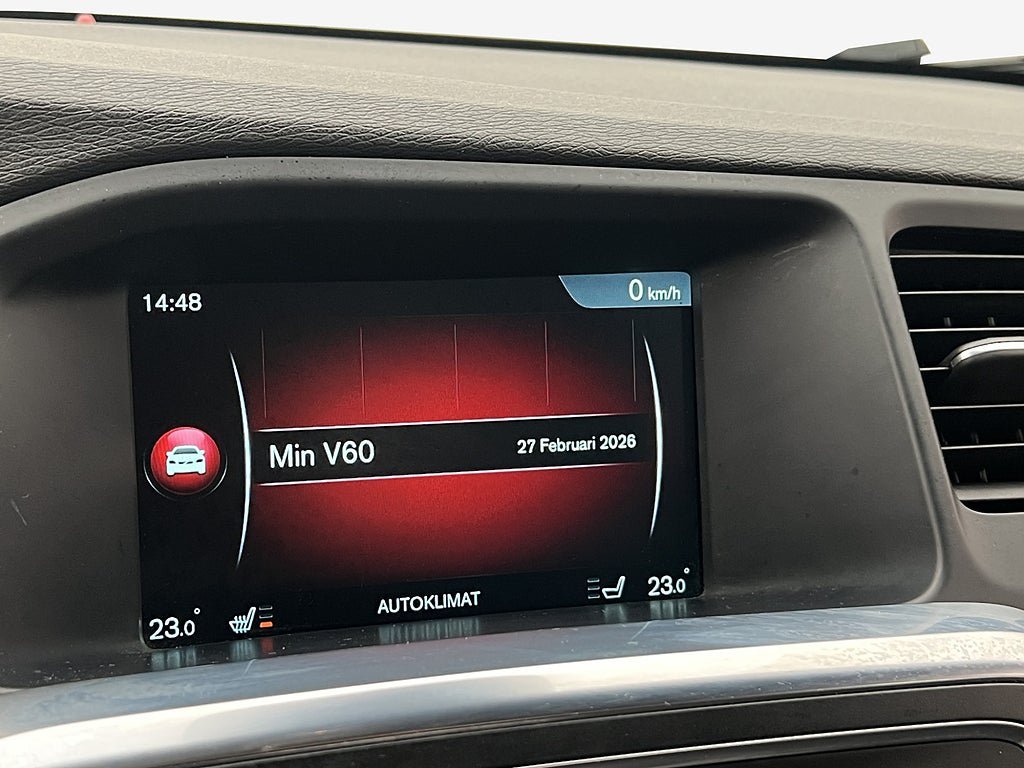 14:48
0 km/h
Min V60
27 Februari 2026
23.0°
AUTOKLIMAT
23.0°